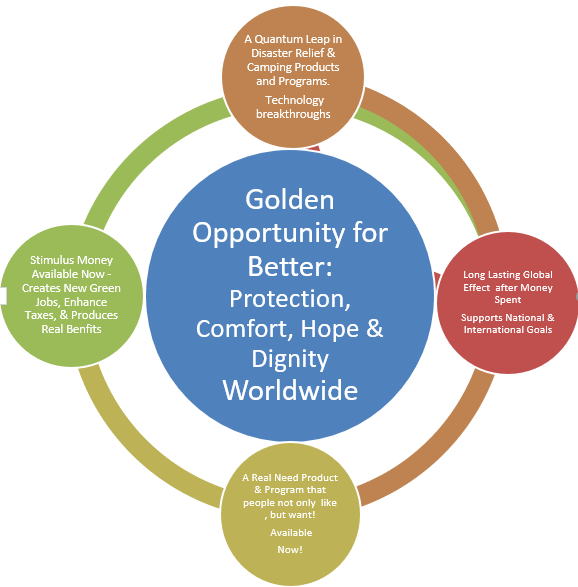 A Quantum Leap in
Disaster Relief &
Camping Products
and Programs.
Technology
breakthroughs
Golden
Opportunity for
Better:
Protection,
Comfort, Hope &
Dignity
Worldwide
Stimulus Money
Available Now -
Creates New Green
Jobs, Enhance
Taxes, & Produces
Real Benfits
Long Lasting Global
Effect  after Money
Spent
Supports National &
International Goals
A Real Need Product
& Program that
people not only  like
, but want!
Available
Now!